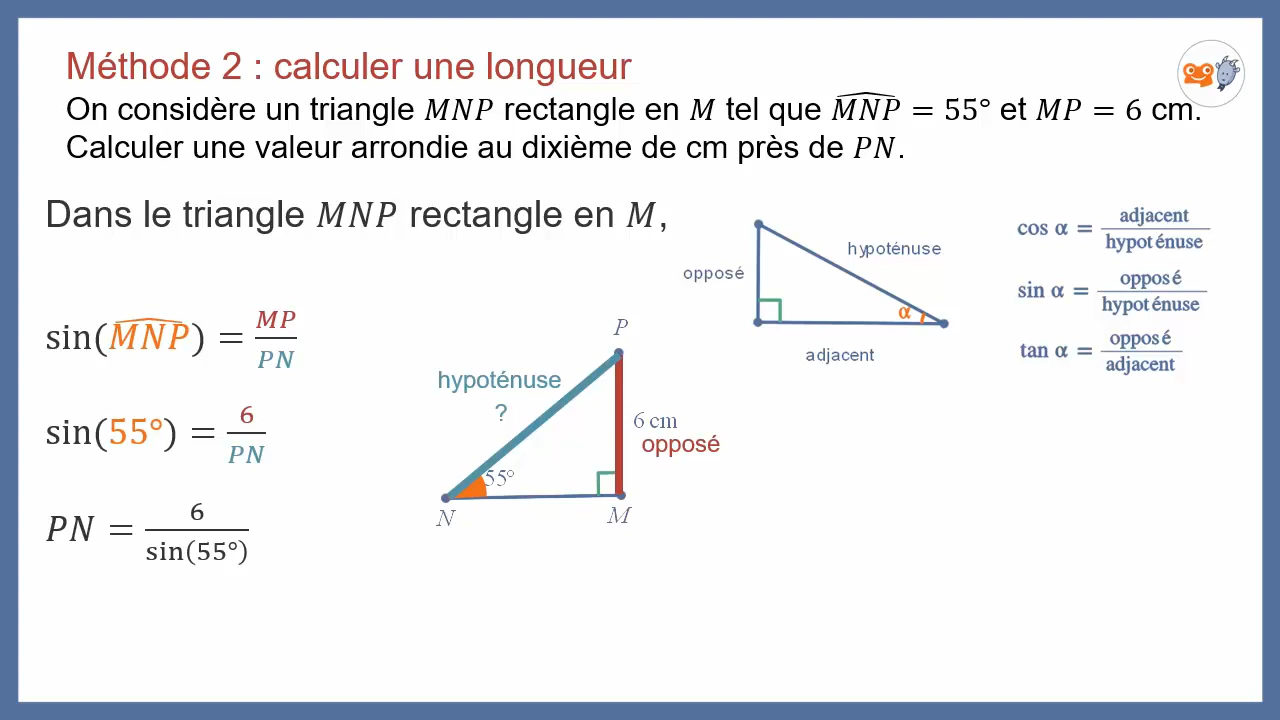 Méthode 2 : calculer une longueur
On considère un triangle MNP rectangle en M tel que \widehat{MNP} = 55° et MP = 6 cm.
Calculer une valeur arrondie au dixième de cm près de PN.
Dans le triangle MNP rectangle en M,
sin(\widehat{MNP}) = MP/PN
sin(55°) = 6/PN
PN = 6/sin(55°)
P
hypoténuse
?
6 cm
opposé
55°
N
M
opposé
hypoténuse
α
adjacent
cos α = adjacent/hypoténuse
sin α = opposé/hypoténuse
tan α = opposé/adjacent